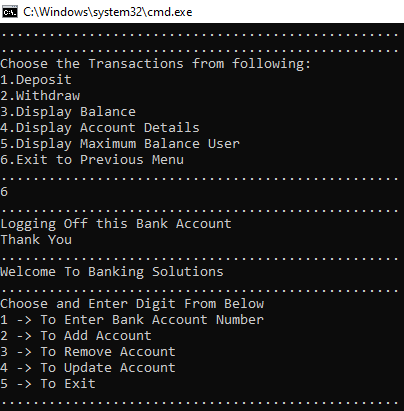 C:\Windows\system32\cmd.exe
..................................................
..................................................
Choose the Transactions from following:
1.Deposit
2.Withdraw
3.Display Balance
4.Display Account Details
5.Display Maximum Balance User
6.Exit to Previous Menu
..................................................
6
..................................................
Logging Off this Bank Account
Thank You
..................................................
Welcome To Banking Solutions
..................................................
Choose and Enter Digit From Below
1 -> To Enter Bank Account Number
2 -> To Add Account
3 -> To Remove Account
4 -> To Update Account
5 -> To Exit
..................................................